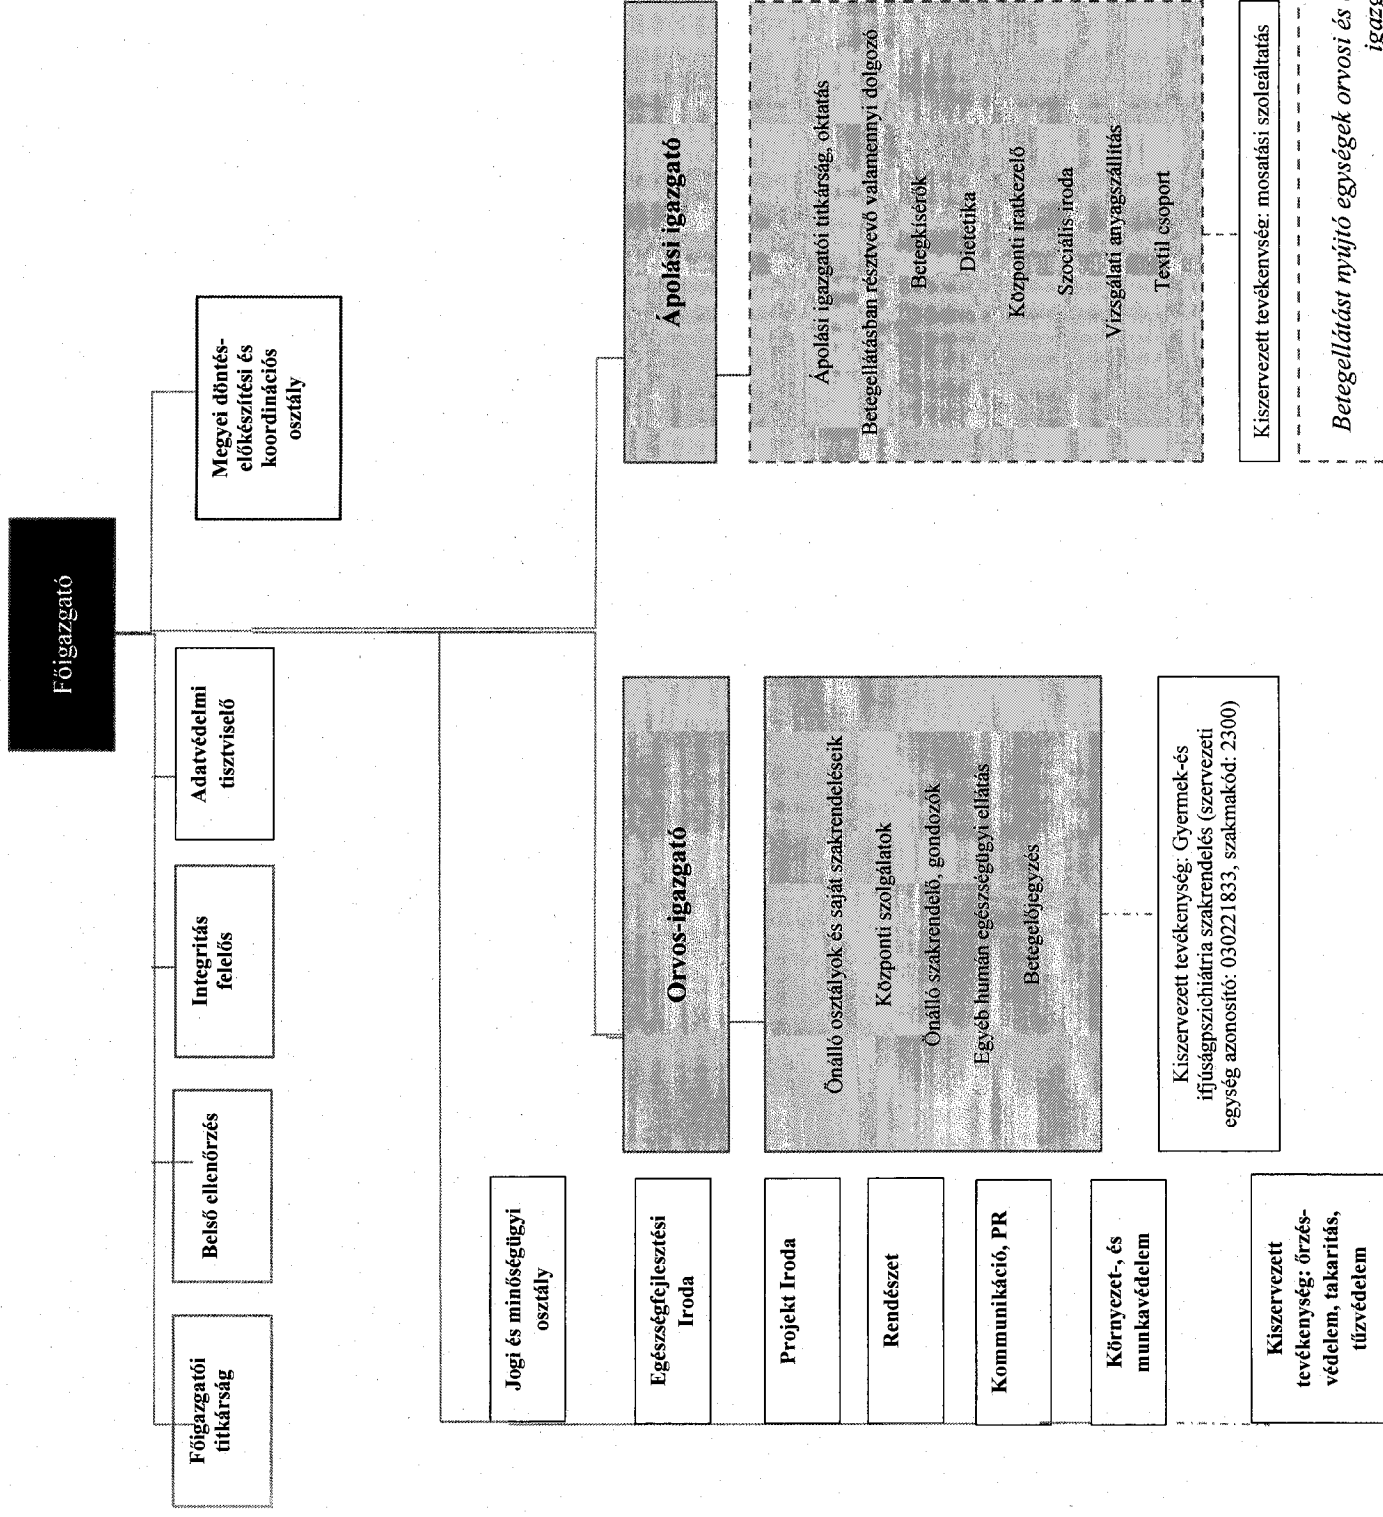 Főigazgató
Főigazgatói
titkárság
Belső ellenőrzés
Integritás
felelős
Adatvédelmi
tisztviselő
Megyei döntés-
előkészítési és
koordinációs
osztály
Jogi és minőségügyi
osztály
Egészségfejlesztési
Iroda
Projekt Iroda
Rendészet
Kommunikáció, PR
Környezet-, és
munkavédelem
Kiszervezett
tevékenység: őrzés-
védelem, takarítás,
tűzvédelem
Orvos-igazgató
Önálló osztályok és saját szakrendeléseik
Központi szolgálatok
Önálló szakrendelő, gondozók
Egyéb humán egészségügyi ellátás
Betegelőjegyzés
Kiszervezett tevékenység: Gyermek-és
ifjúságpszichiátria szakrendelés (szervezeti
egység azonosító: 030221833, szakmakód: 2300)
Ápolási igazgató
Ápolási igazgatói titkárság, oktatás
Betegellátásban résztvevő valamennyi dolgozó
Betegkísérők
Dietetika
Központi iratkezelő
Szociális iroda
Vizsgálati anyagszállítás
Textil csoport
Kiszervezett tevékenység: mosatási szolgáltatás
Betegellátást nyújtó egységek orvosi és